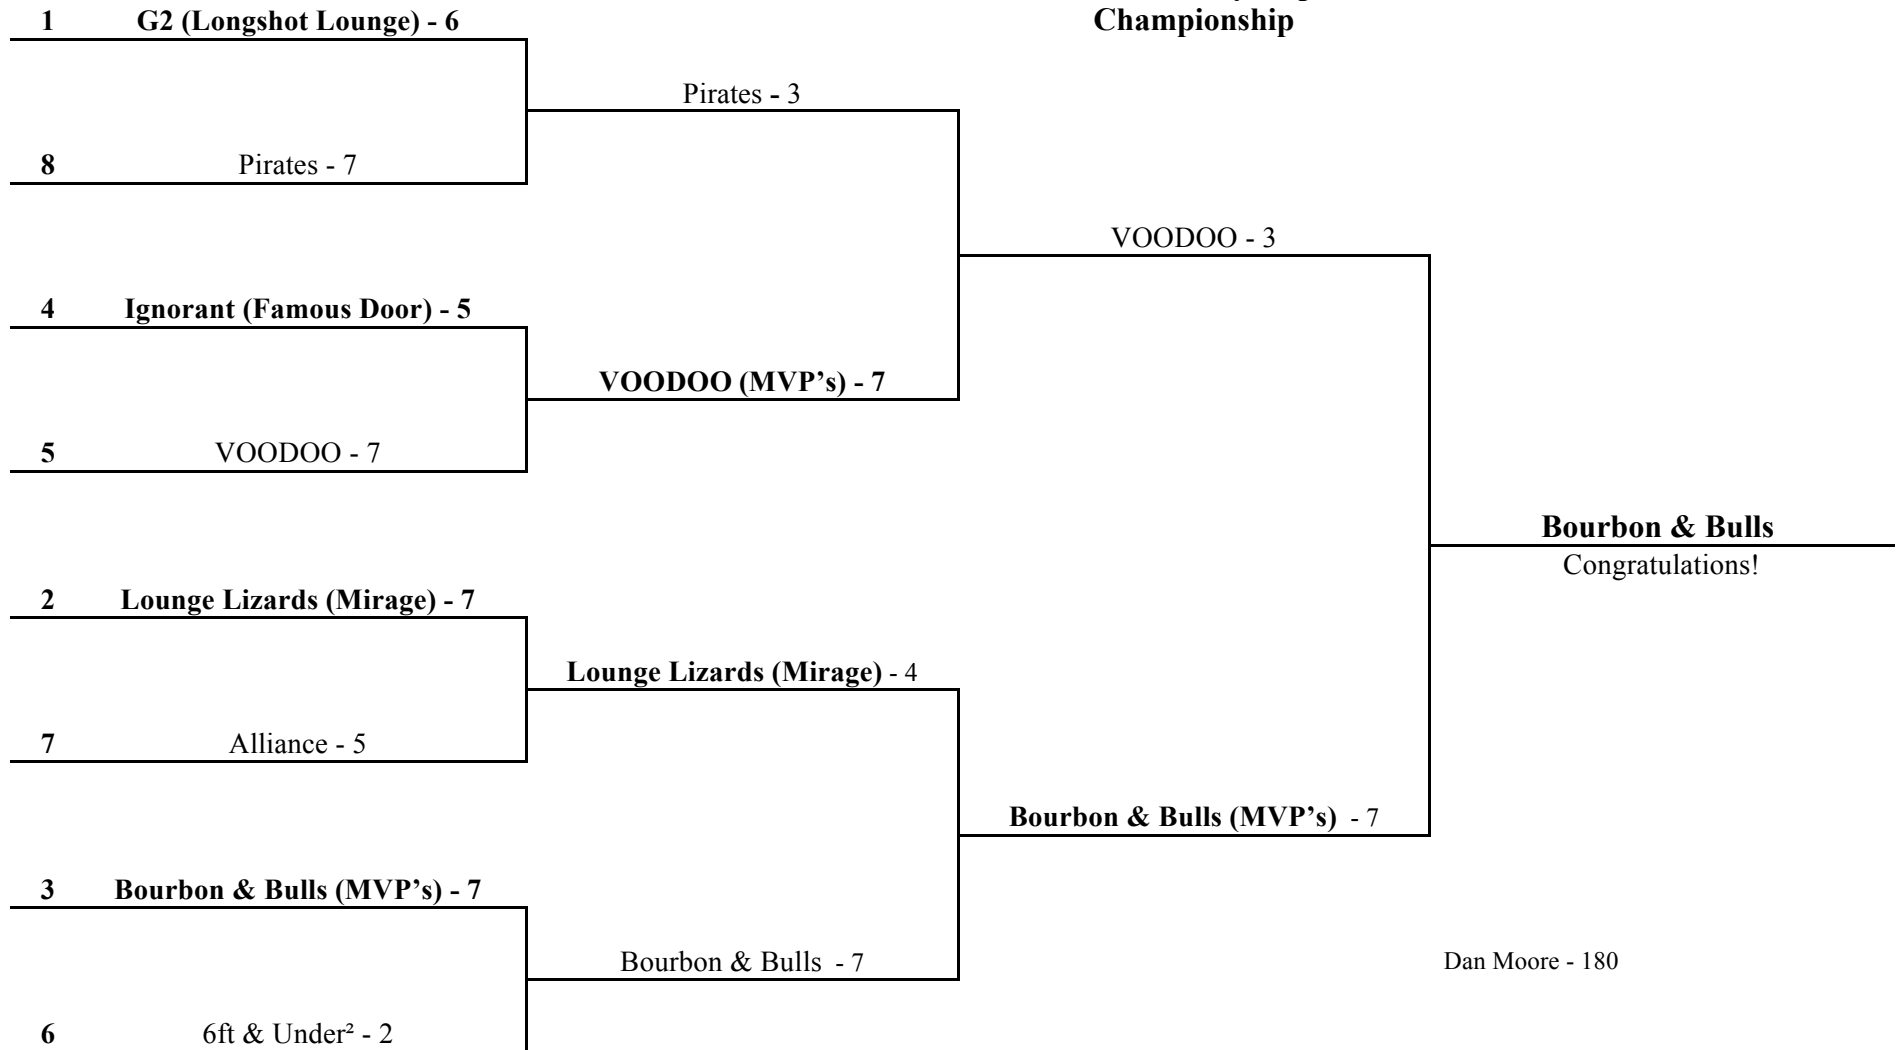 Championship
1 G2 (Longshot Lounge) - 6
Pirates - 3
8 Pirates - 7
VOODOO - 3
4 Ignorant (Famous Door) - 5
VOODOO (MVP’s) - 7
5 VOODOO - 7
Bourbon & Bulls
Congratulations!
2 Lounge Lizards (Mirage) - 7
Lounge Lizards (Mirage) - 4
7 Alliance - 5
Bourbon & Bulls (MVP’s) - 7
3 Bourbon & Bulls (MVP’s) - 7
Bourbon & Bulls - 7
Dan Moore - 180
6 6ft & Under² - 2